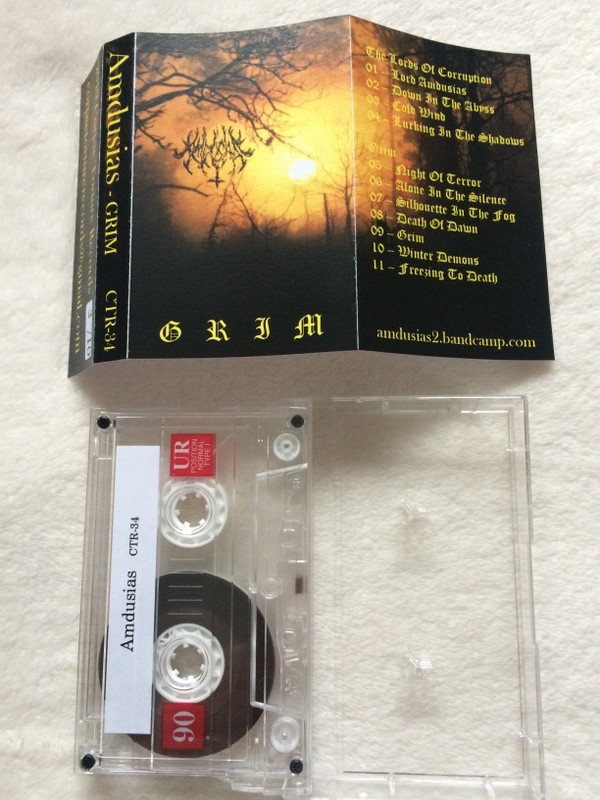 The Lords Of Corruption
01 – Lord Amdusias
02 – Down In The Abyss
03 – Cold Wind
04 – Lurking In The Shadows
Grim
05 – Night Of Terror
06 – Alone In The Silence
07 – Silhouette In The Fog
08 – Death Of Dawn
09 – Grim
10 – Winter Demons
11 – Freezing To Death
amdusias2.bandcamp.com
GRIM
Amdusias - GRIM CTR-34
Records
UR
POSITION
NORMAL
TYPE I
Amdusias CTR-34
90